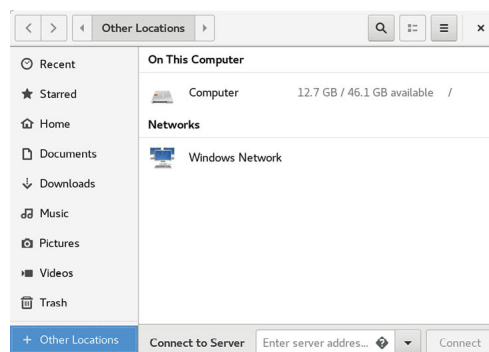 Other Locations
Recent
Starred
Home
Documents
Downloads
Music
Pictures
Videos
Trash
+ Other Locations
On This Computer
Computer 12.7 GB / 46.1 GB available /
Networks
Windows Network
Connect to Server Enter server addres... Connect